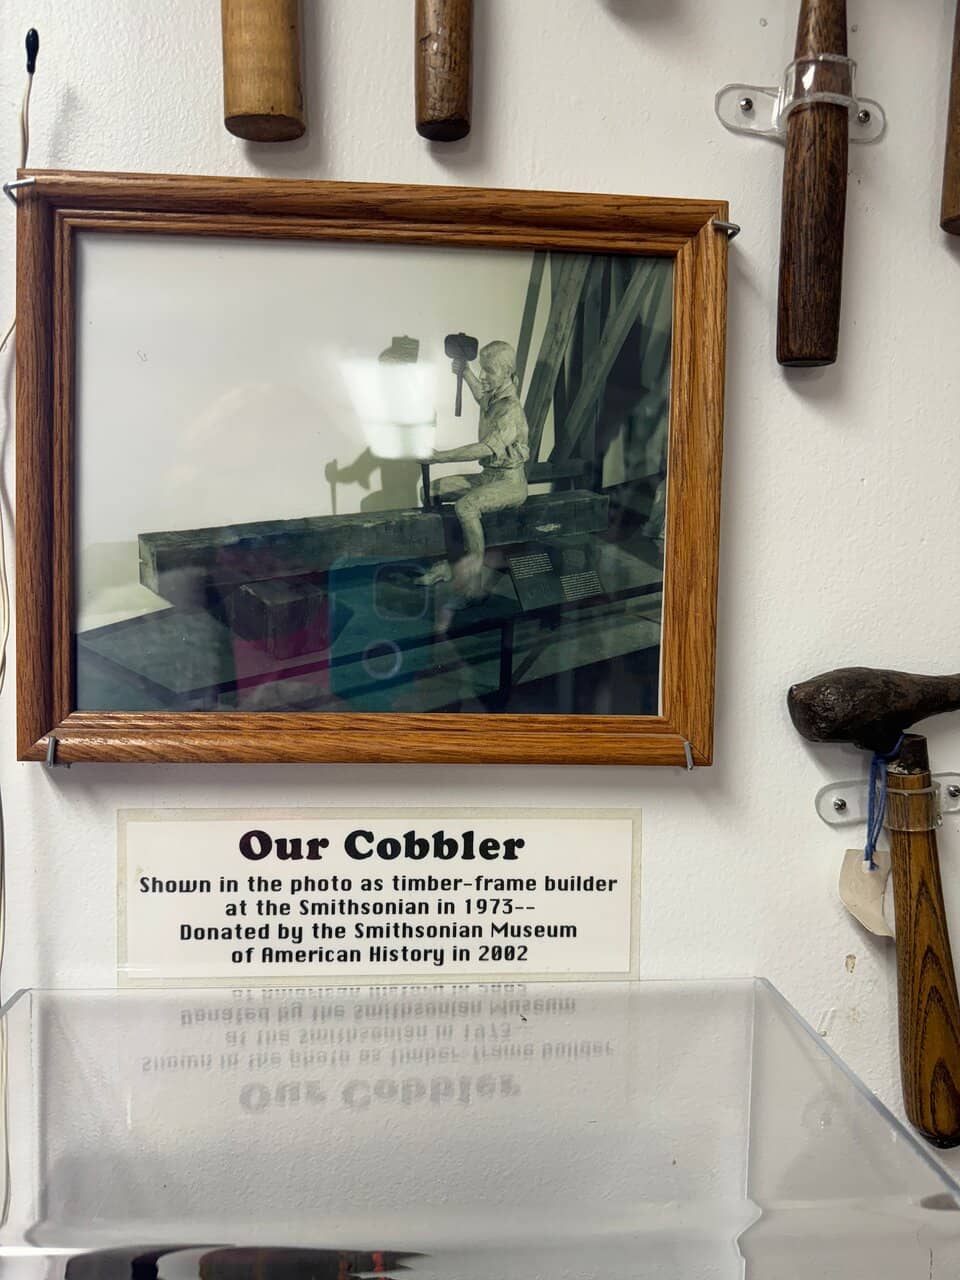 Our Cobbler
Shown in the photo as timber-frame builder
at the Smithsonian in 1973--
Donated by the Smithsonian Museum
of American History in 2002